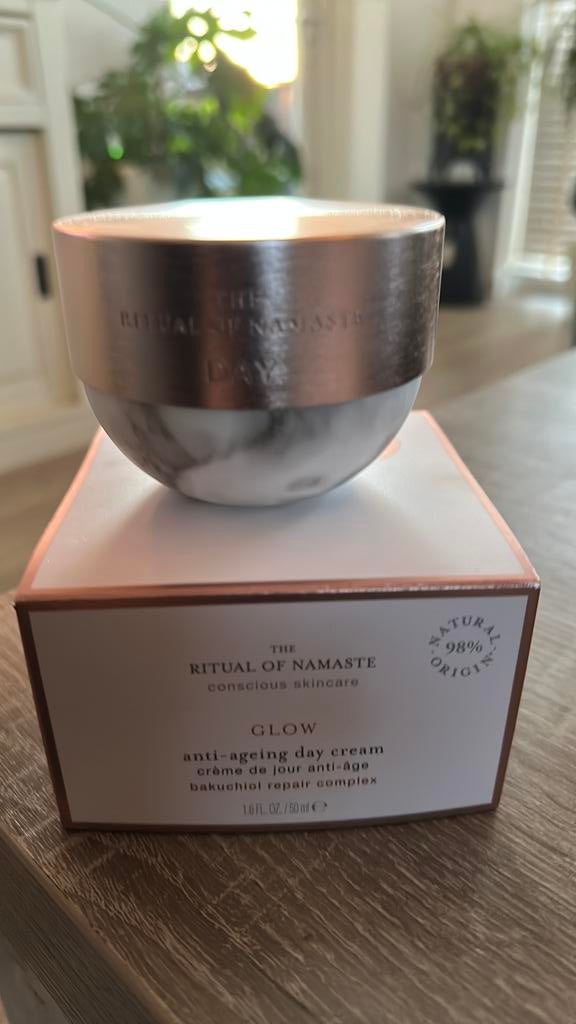 THE
RITUAL OF NAMASTE
DAY
THE
RITUAL OF NAMASTE
conscious skincare
NATURAL
98%
ORIGIN
GLOW
anti-ageing day cream
crème de jour anti-âge
bakuchiol repair complex
1.6 FL. OZ. / 50 ml ℮